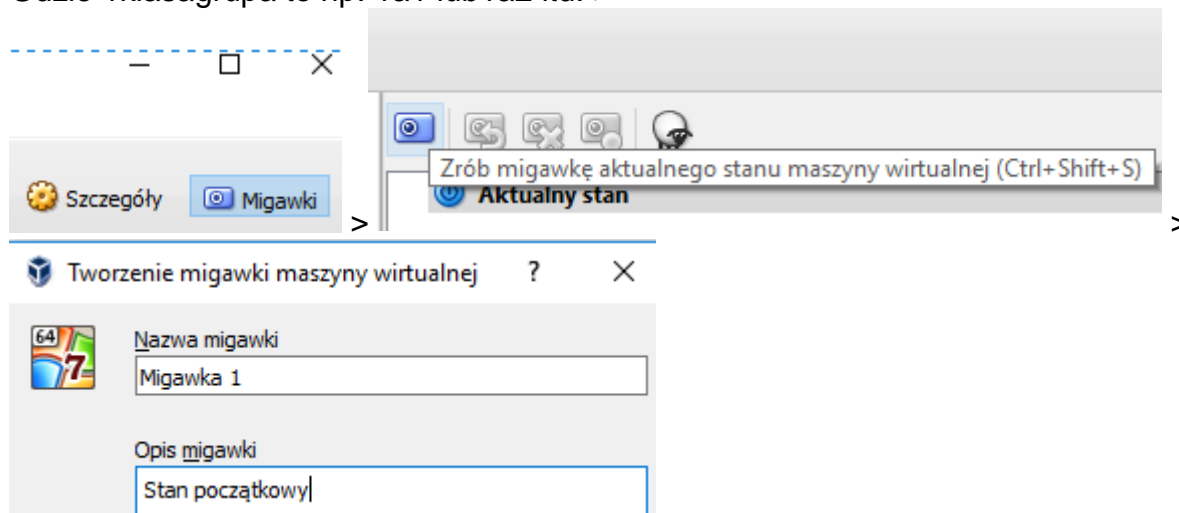 Szczegóły Migawki >
Zrób migawkę aktualnego stanu maszyny wirtualnej (Ctrl+Shift+S)
Aktualny stan
>
Tworzenie migawki maszyny wirtualnej ? ×
64
7
Nazwa migawki
Migawka 1
Opis migawki
Stan początkowy